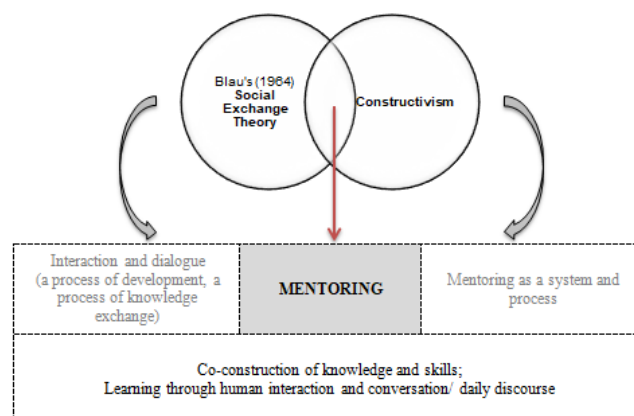 Blau's (1964)
Social
Exchange
Theory
Constructivism
Interaction and dialogue
(a process of development, a
process of knowledge
exchange)
MENTORING
Mentoring as a system and
process
Co-construction of knowledge and skills;
Learning through human interaction and conversation/ daily discourse